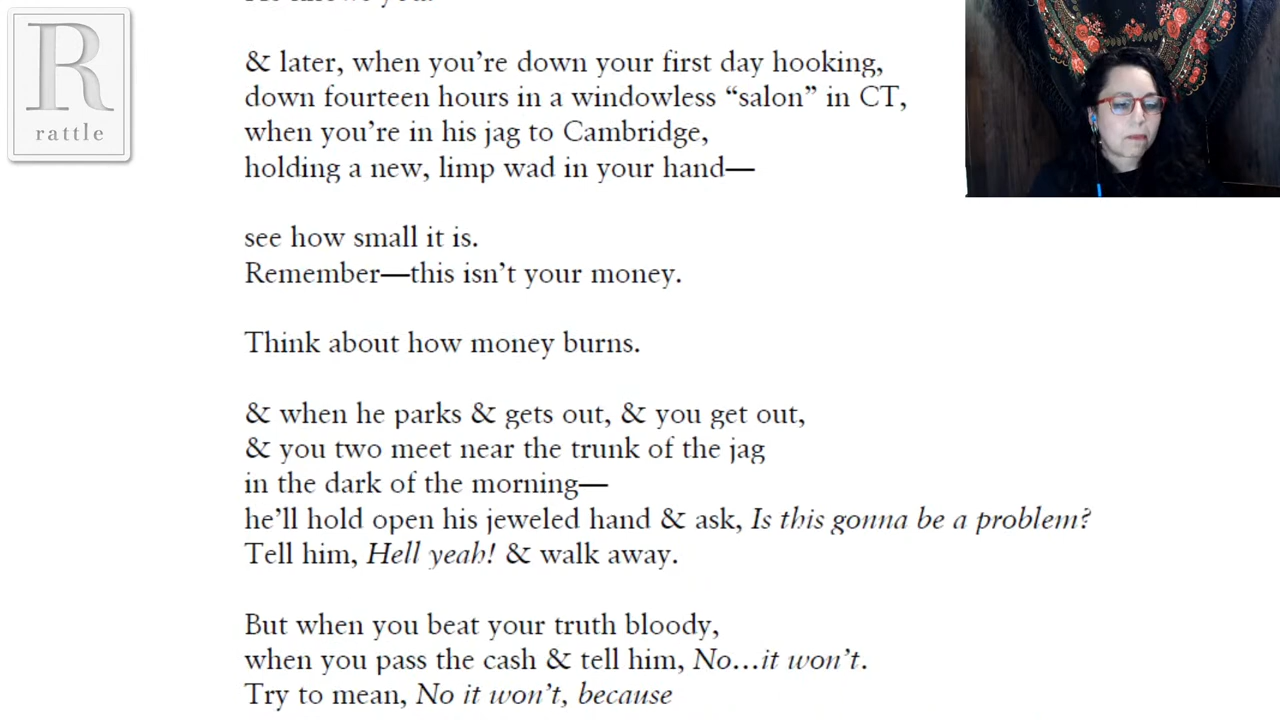 & later, when you're down your first day hooking,
down fourteen hours in a windowless “salon” in CT,
when you're in his jag to Cambridge,
holding a new, limp wad in your hand—
see how small it is.
Remember—this isn't your money.
Think about how money burns.
& when he parks & gets out, & you get out,
& you two meet near the trunk of the jag
in the dark of the morning—
he'll hold open his jeweled hand & ask, Is this gonna be a problem?
Tell him, Hell yeah! & walk away.
But when you beat your truth bloody,
when you pass the cash & tell him, No…it won't.
Try to mean, No it won't, because
R
rattle